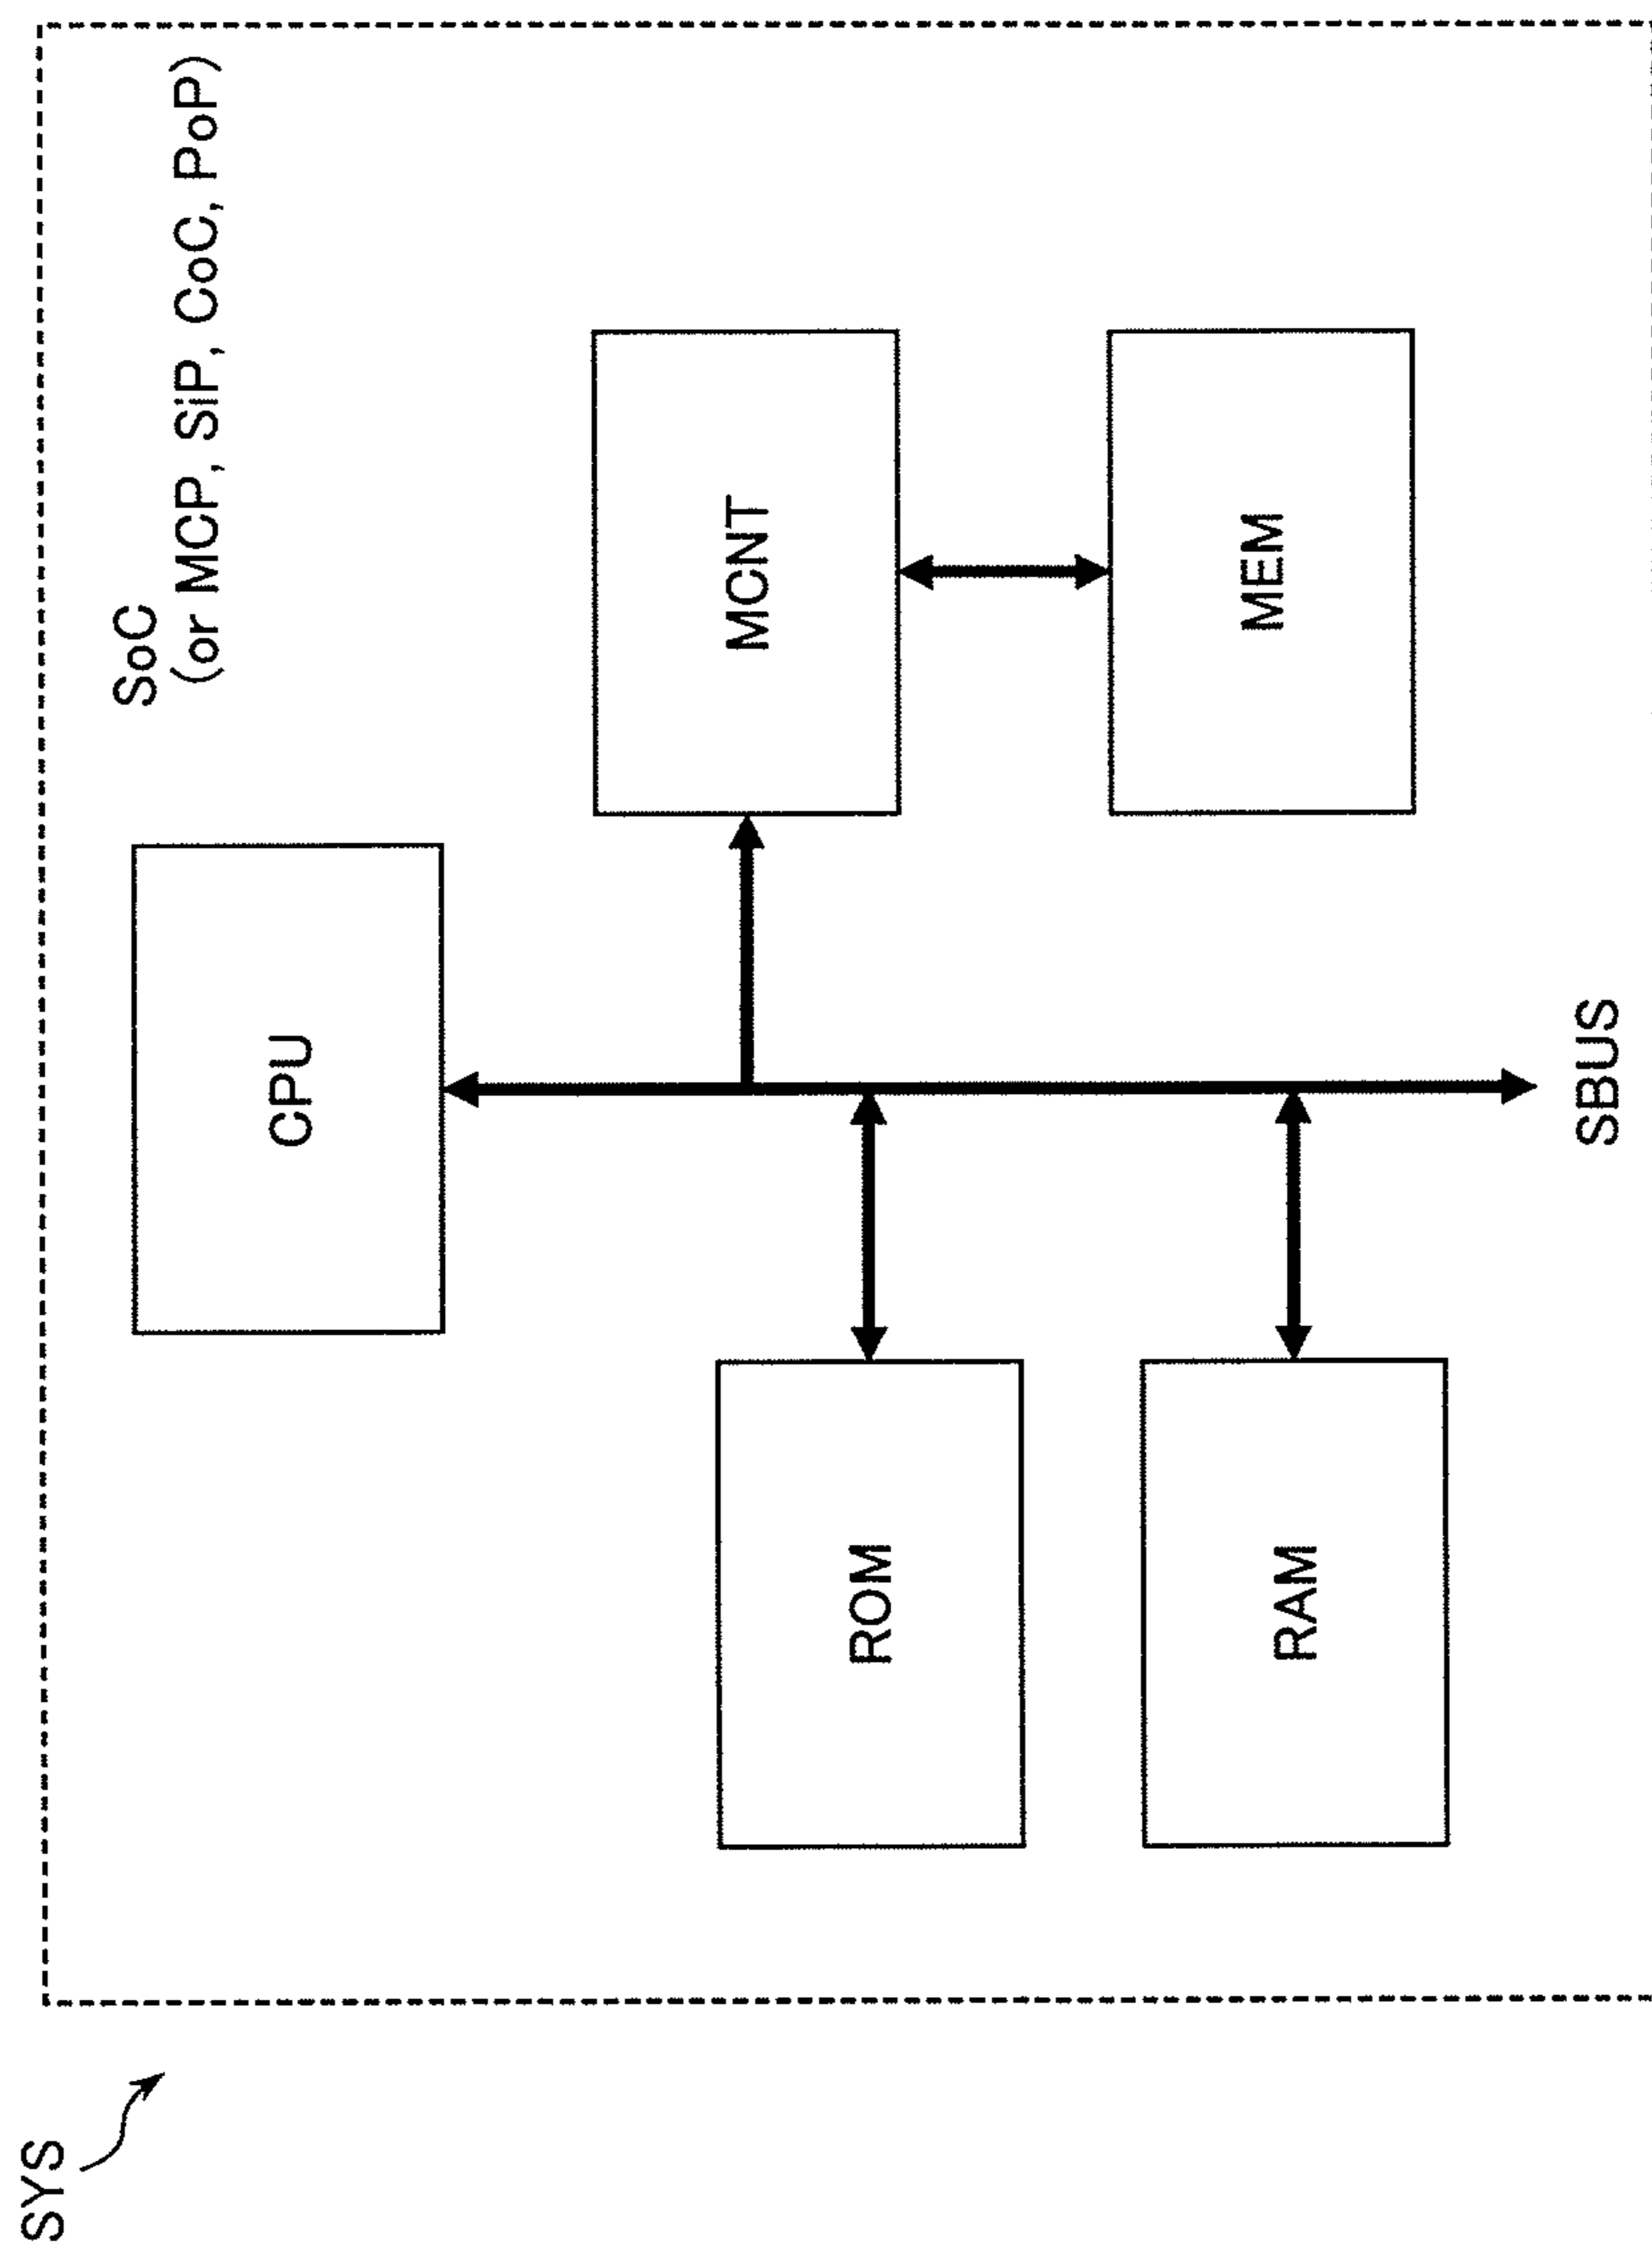 SYS
SoC
(or MCP, SiP, CoC, PoP)
CPU
MCNT
ROM
MEM
RAM
SBUS